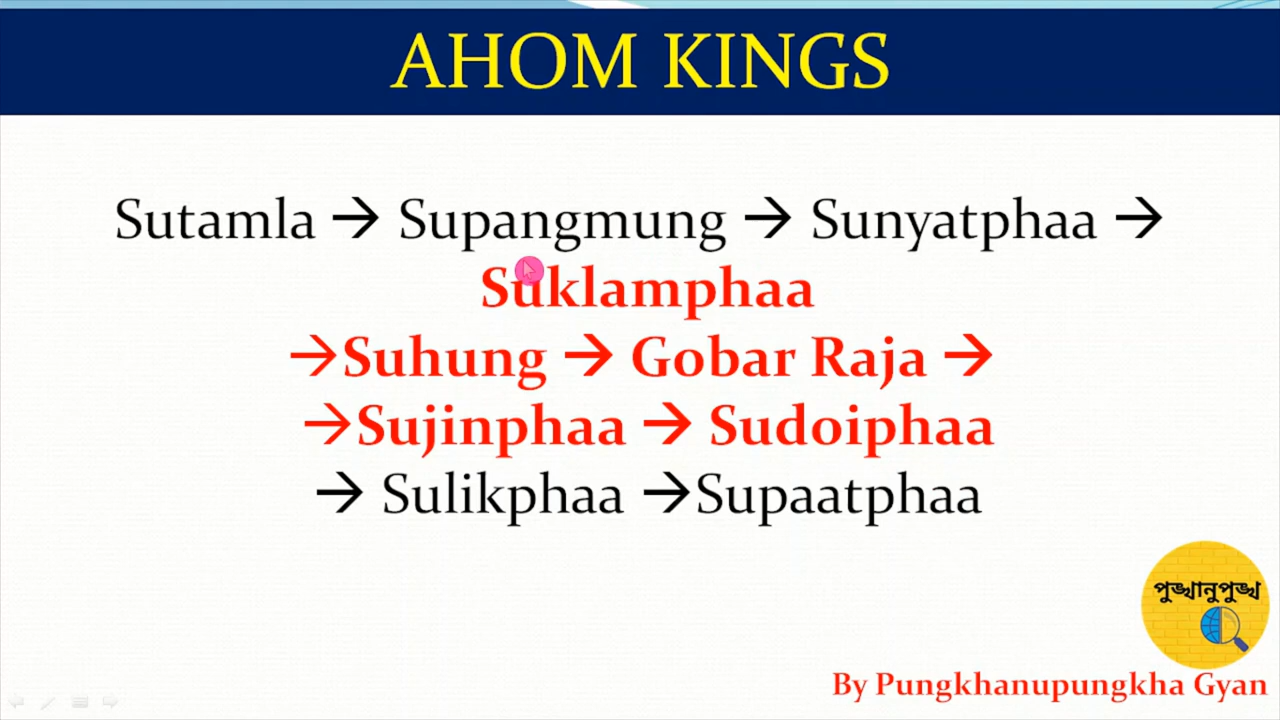 AHOM KINGS
Sutamla → Supangmung → Sunyatphaa →
Suklamphaa
→Suhung → Gobar Raja →
→Sujinphaa → Sudoiphaa
→ Sulikphaa →Supaatphaa
পুঙ্খানুপুঙ্খ
By Pungkhanupungkha Gyan